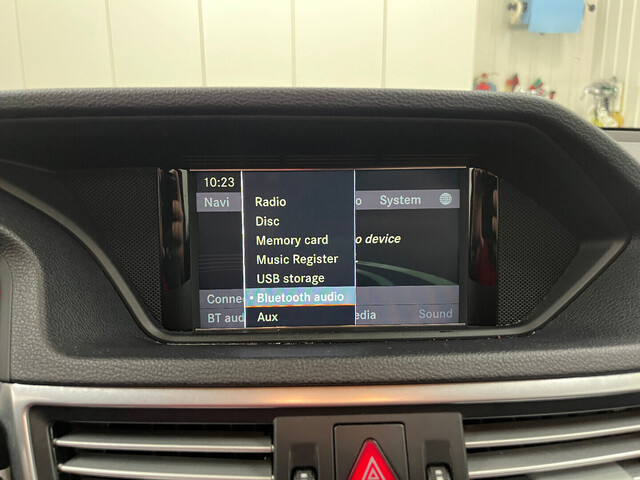 10:23
Navi o System
Radio
Disc
Memory card o device
Music Register
USB storage
Conne • Bluetooth audio
BT aud Aux edia Sound